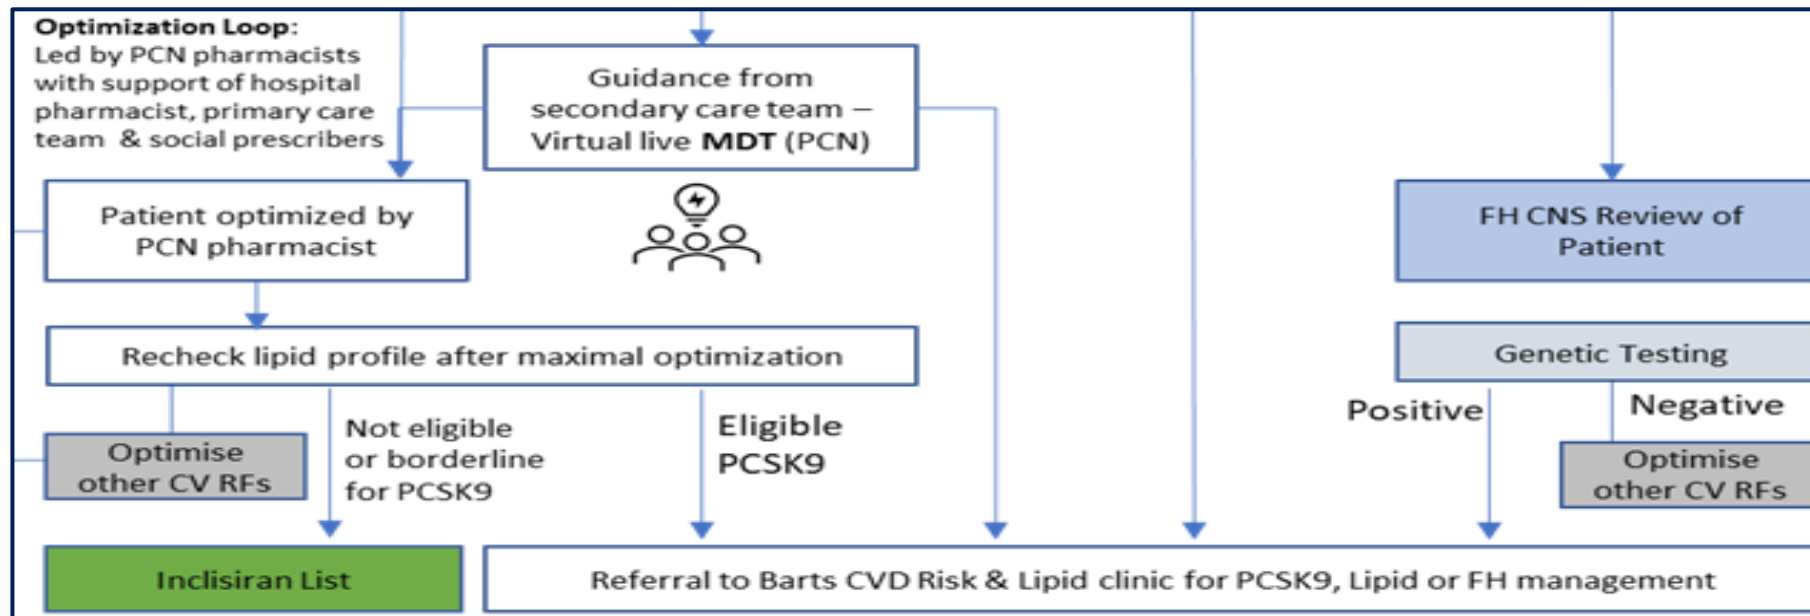 Optimization Loop:
Led by PCN pharmacists
with support of hospital
pharmacist, primary care
team & social prescribers
Guidance from
secondary care team –
Virtual live MDT (PCN)
Patient optimized by
PCN pharmacist
FH CNS Review of
Patient
Recheck lipid profile after maximal optimization
Genetic Testing
Positive
Negative
Optimise
other CV RFs
Not eligible
or borderline
for PCSK9
Eligible
PCSK9
Optimise
other CV RFs
Inclisiran List
Referral to Barts CVD Risk & Lipid clinic for PCSK9, Lipid or FH management